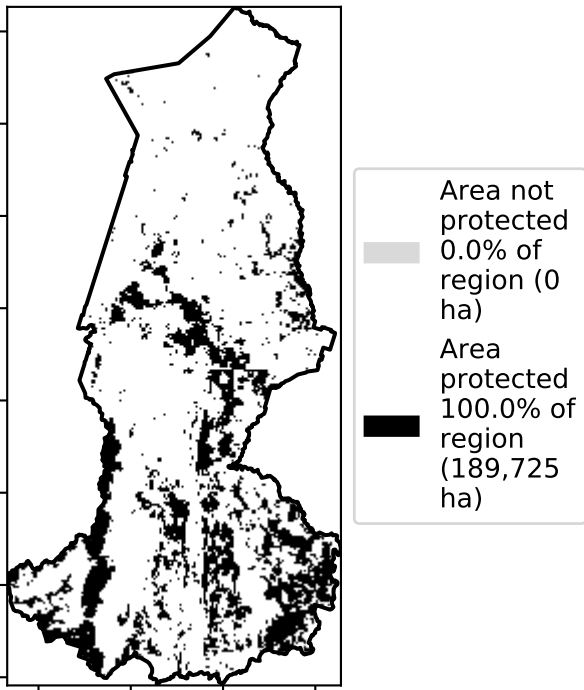 Area not
protected
0.0% of
region (0
ha)
Area
protected
100.0% of
region
(189,725
ha)